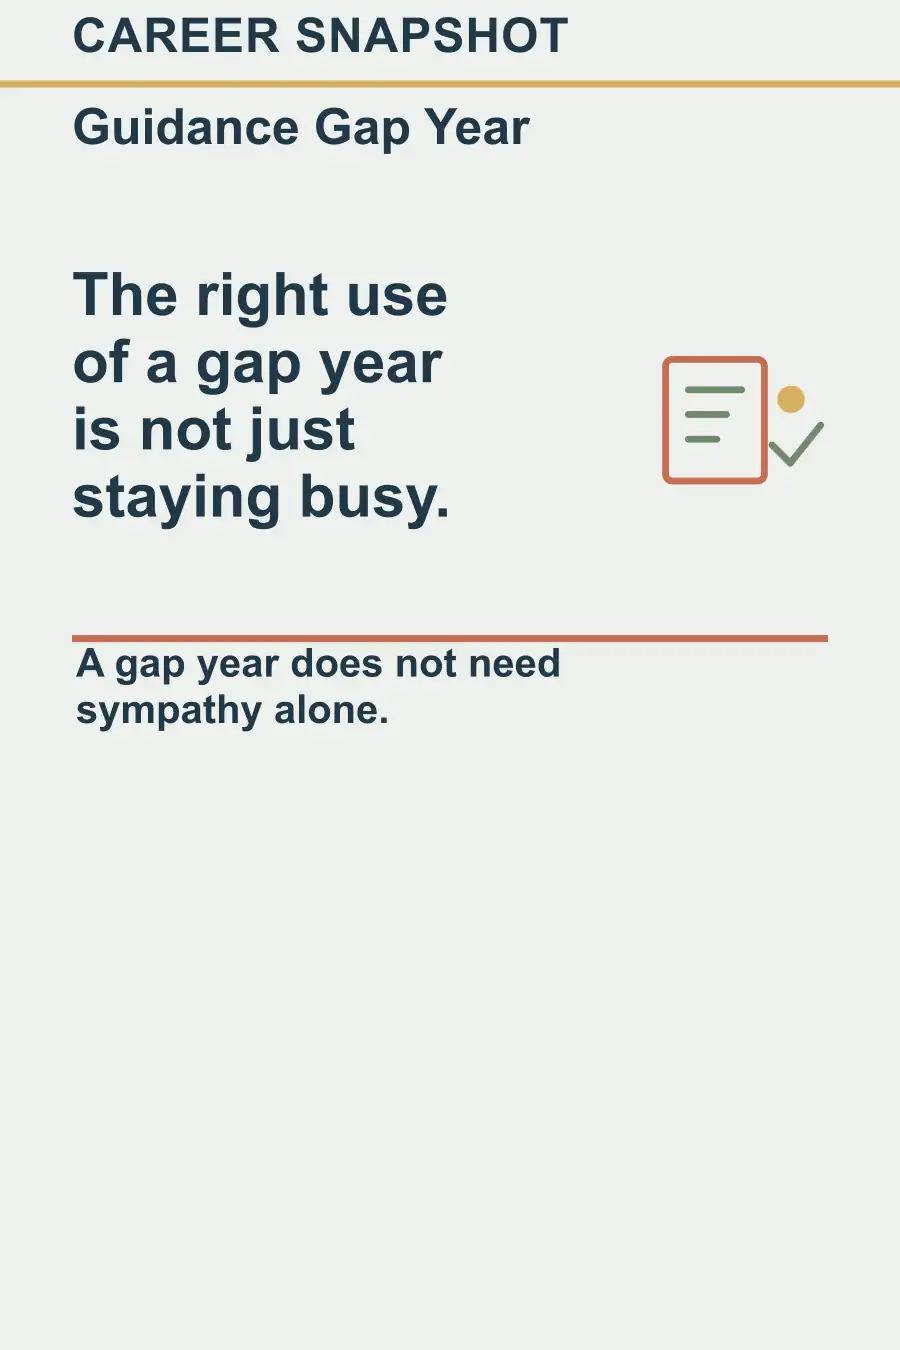 CAREER SNAPSHOT
Guidance Gap Year
The right use
of a gap year
is not just
staying busy.
A gap year does not need
sympathy alone.